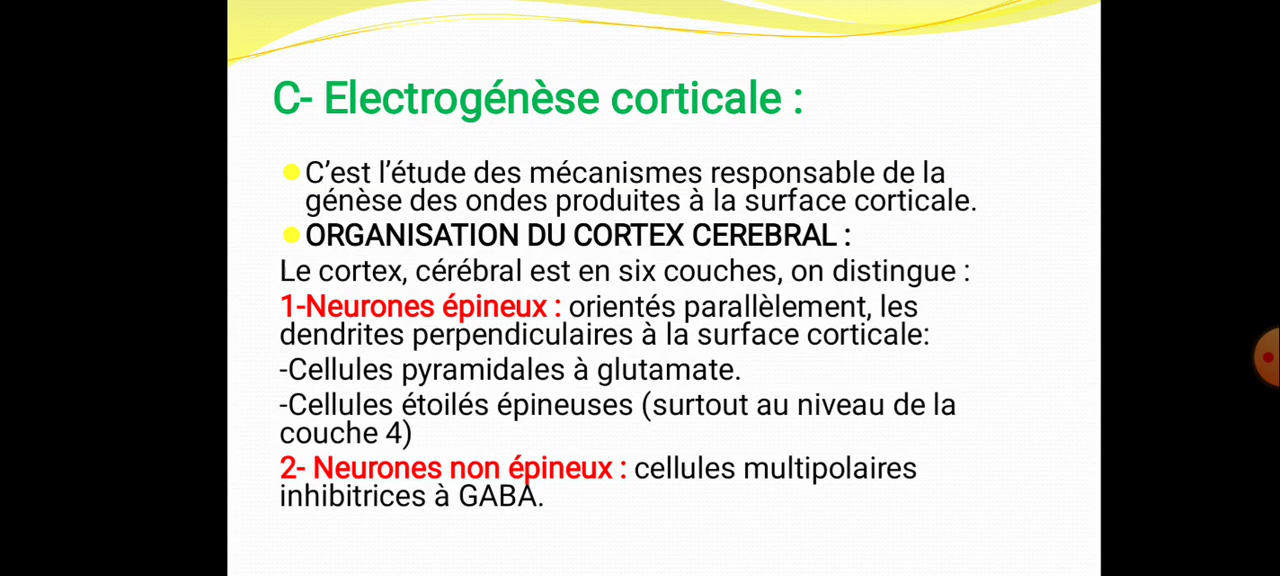 C- Electrogénèse corticale :
C’est l’étude des mécanismes responsable de la
génèse des ondes produites à la surface corticale.
ORGANISATION DU CORTEX CEREBRAL :
Le cortex, cérébral est en six couches, on distingue :
1-Neurones épineux : orientés parallèlement, les
dendrites perpendiculaires à la surface corticale:
-Cellules pyramidales à glutamate.
-Cellules étoilés épineuses (surtout au niveau de la
couche 4)
2- Neurones non épineux : cellules multipolaires
inhibitrices à GABA.